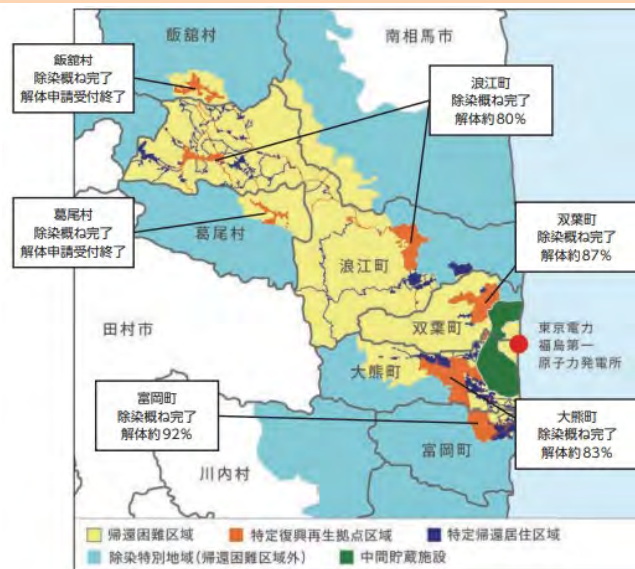 飯舘村
南相馬市
飯舘村
除染概ね完了
解体申請受付終了
浪江町
除染概ね完了
解体約80%
葛尾村
除染概ね完了
解体申請受付終了
葛尾村
双葉町
除染概ね完了
解体約87%
浪江町
田村市
双葉町
東京電力
福島第一
原子力発電所
大熊町
富岡町
除染概ね完了
解体約92%
大熊町
除染概ね完了
解体約83%
富岡町
川内村
帰還困難区域
特定復興再生拠点区域
特定帰還居住区域
除染特別地域(帰還困難区域外)
中間貯蔵施設